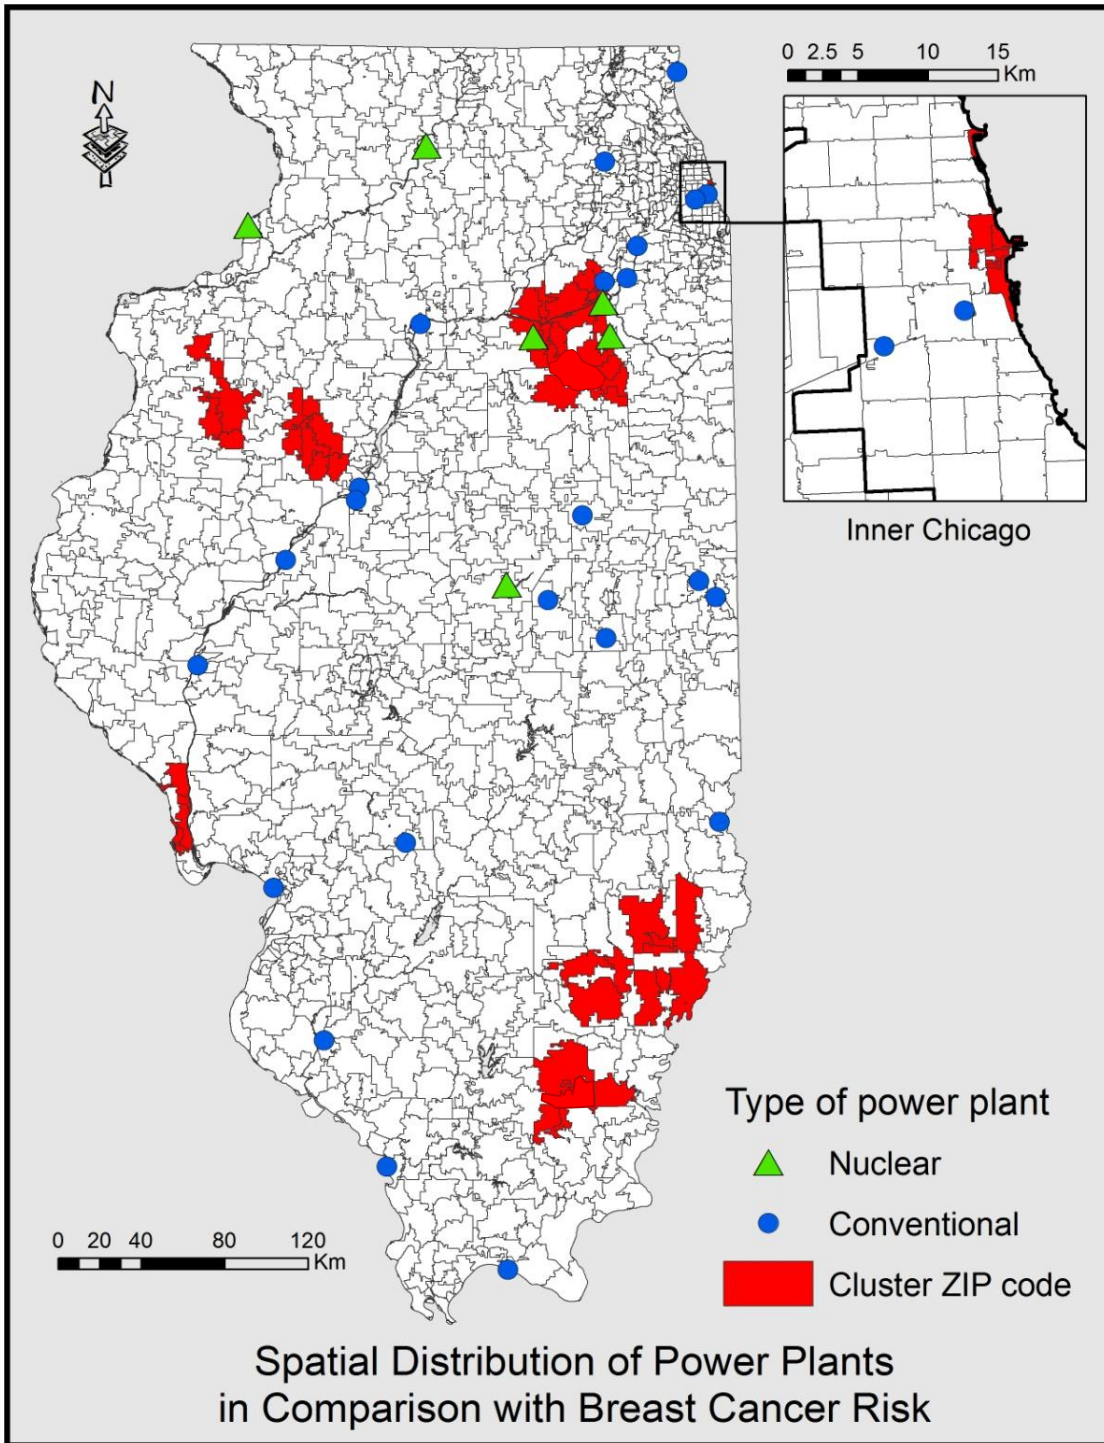 N
0 2.5 5 10 15
Km
Inner Chicago
Type of power plant
Nuclear
Conventional
Cluster ZIP code
0 20 40 80 120
Km
Spatial Distribution of Power Plants
in Comparison with Breast Cancer Risk